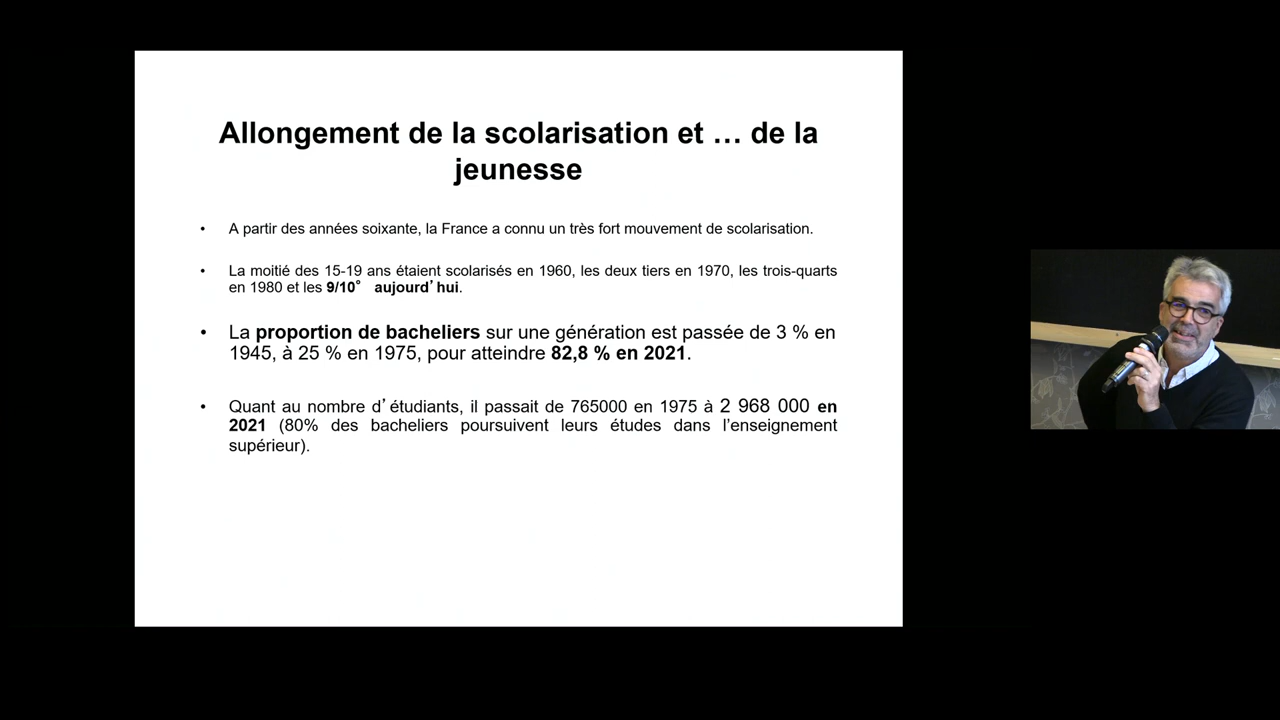 Allongement de la scolarisation et … de la
jeunesse
• A partir des années soixante, la France a connu un très fort mouvement de scolarisation.
• La moitié des 15-19 ans étaient scolarisés en 1960, les deux tiers en 1970, les trois-quarts
en 1980 et les 9/10° aujourd’hui.
• La proportion de bacheliers sur une génération est passée de 3 % en
1945, à 25 % en 1975, pour atteindre 82,8 % en 2021.
• Quant au nombre d’étudiants, il passait de 765000 en 1975 à 2 968 000 en
2021 (80% des bacheliers poursuivent leurs études dans l’enseignement
supérieur).